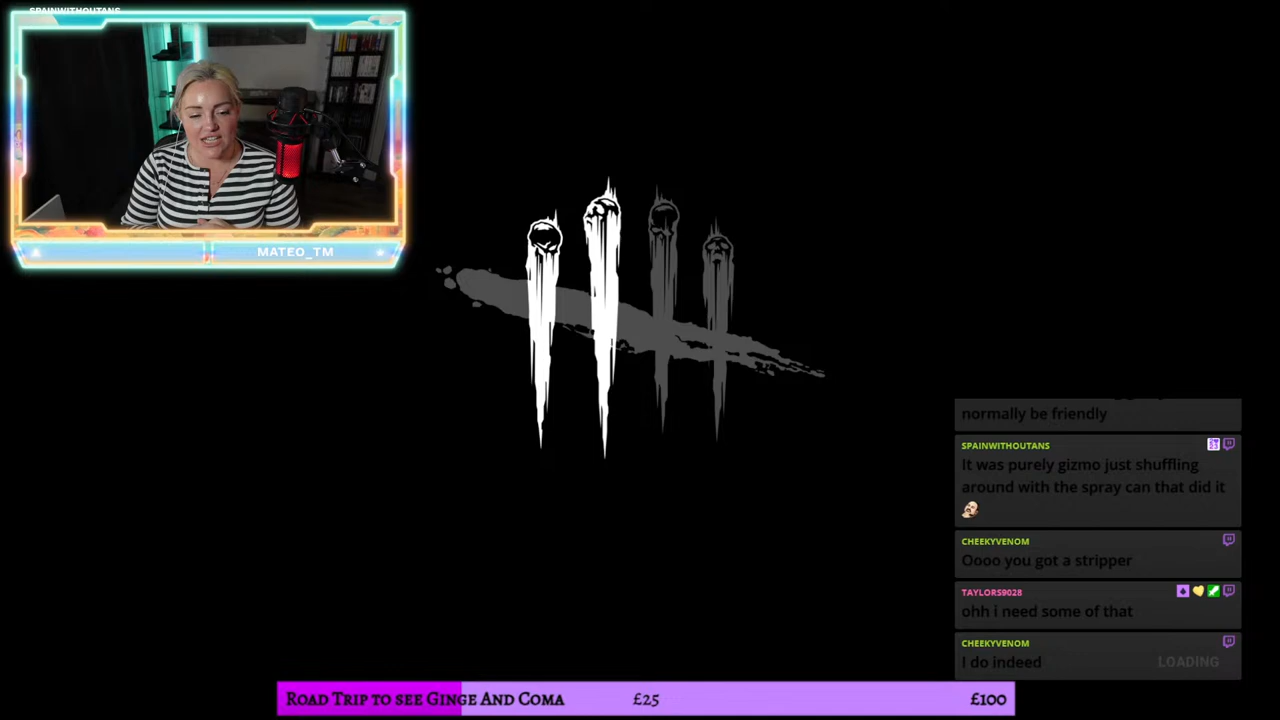 SPAINWITHOUTANS
MATEO_TM
normally be friendly
SPAINWITHOUTANS
It was purely gizmo just shuffling
around with the spray can that did it
CHEEKYVENOM
Oooo you got a stripper
TAYLORS9028
ohh i need some of that
CHEEKYVENOM
I do indeed
LOADING
Road Trip to see Ginge And Coma £25 £100